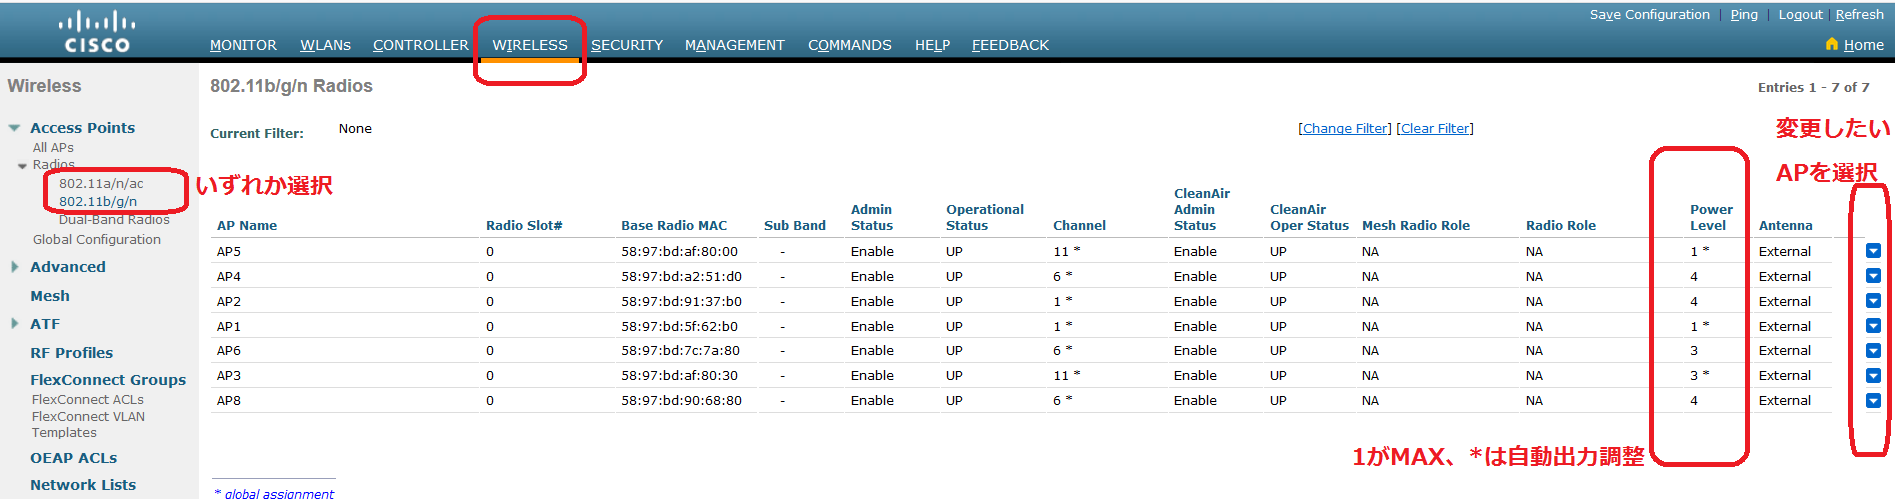 Save Configuration | Ping | Logout | Refresh
CISCO
MONITOR WLANs CONTROLLER WIRELESS SECURITY MANAGEMENT COMMANDS HELP FEEDBACK
Home
Wireless
Access Points
All APs
Radios
802.11a/n/ac
802.11b/g/n
Dual-Band Radios
Global Configuration
Advanced
Mesh
ATF
RF Profiles
FlexConnect Groups
FlexConnect ACLs
FlexConnect VLAN
Templates
OEAP ACLs
Network Lists
いずれか選択
802.11b/g/n Radios
Entries 1 - 7 of 7
Current Filter: None
[Change Filter] [Clear Filter]
変更したい
APを選択
AP Name Radio Slot# Base Radio MAC Sub Band Admin Status Operational Status Channel CleanAir Admin Status CleanAir Oper Status Mesh Radio Role Radio Role Power Level Antenna
AP5 0 58:97:bd:af:80:00 - Enable UP 11 * Enable UP NA NA 1 * External
AP4 0 58:97:bd:a2:51:d0 - Enable UP 6 * Enable UP NA NA 4 External
AP2 0 58:97:bd:91:37:b0 - Enable UP 1 * Enable UP NA NA 4 External
AP1 0 58:97:bd:5f:62:b0 - Enable UP 1 * Enable UP NA NA 1 * External
AP6 0 58:97:bd:7c:7a:80 - Enable UP 6 * Enable UP NA NA 3 External
AP3 0 58:97:bd:af:80:30 - Enable UP 11 * Enable UP NA NA 3 * External
AP8 0 58:97:bd:90:68:80 - Enable UP 6 * Enable UP NA NA 4 External
1がMAX、*は自動出力調整
* global assignment